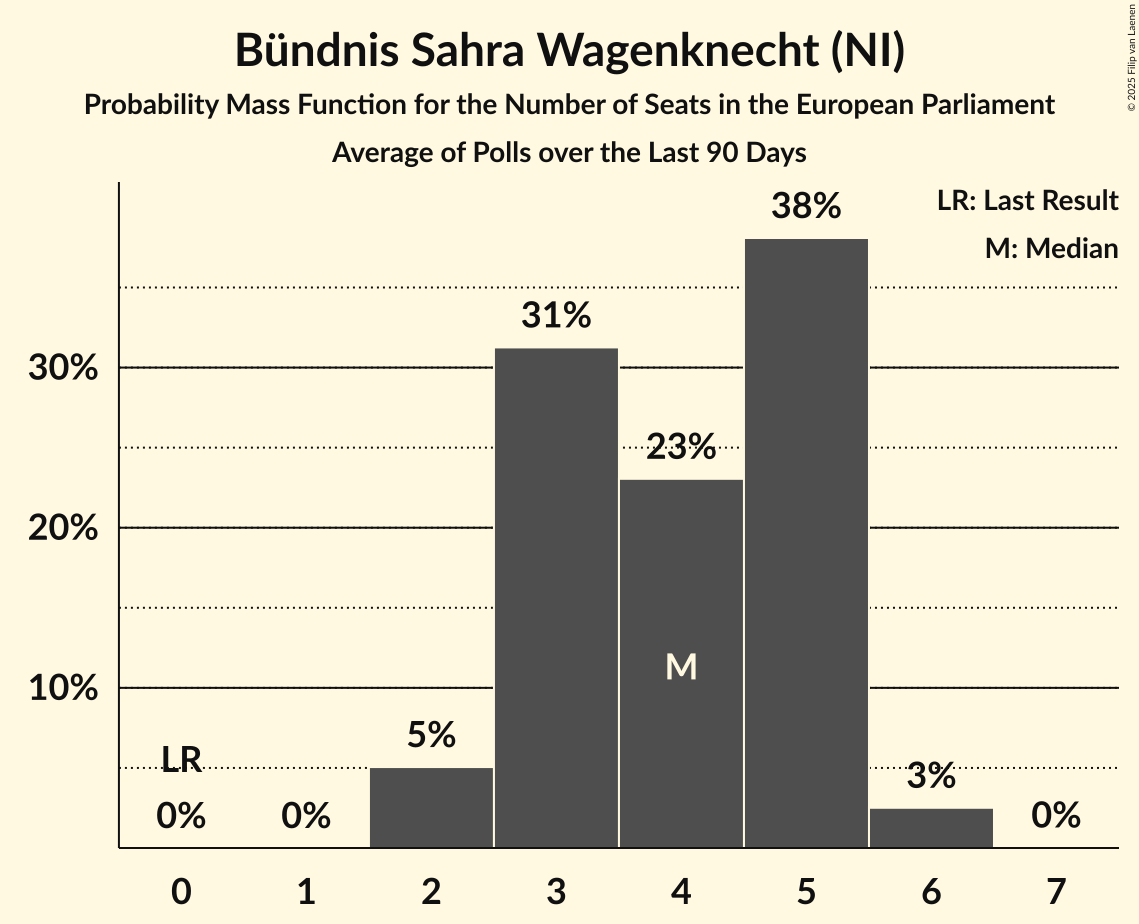 Bündnis Sahra Wagenknecht (NI)
Probability Mass Function for the Number of Seats in the European Parliament
Average of Polls over the Last 90 Days
© 2025 Filip van Laenen
LR: Last Result
M: Median
38%
31%
30%
23%
20%
M
10%
5%
LR
3%
0%
0%
0%
0 1 2 3 4 5 6 7